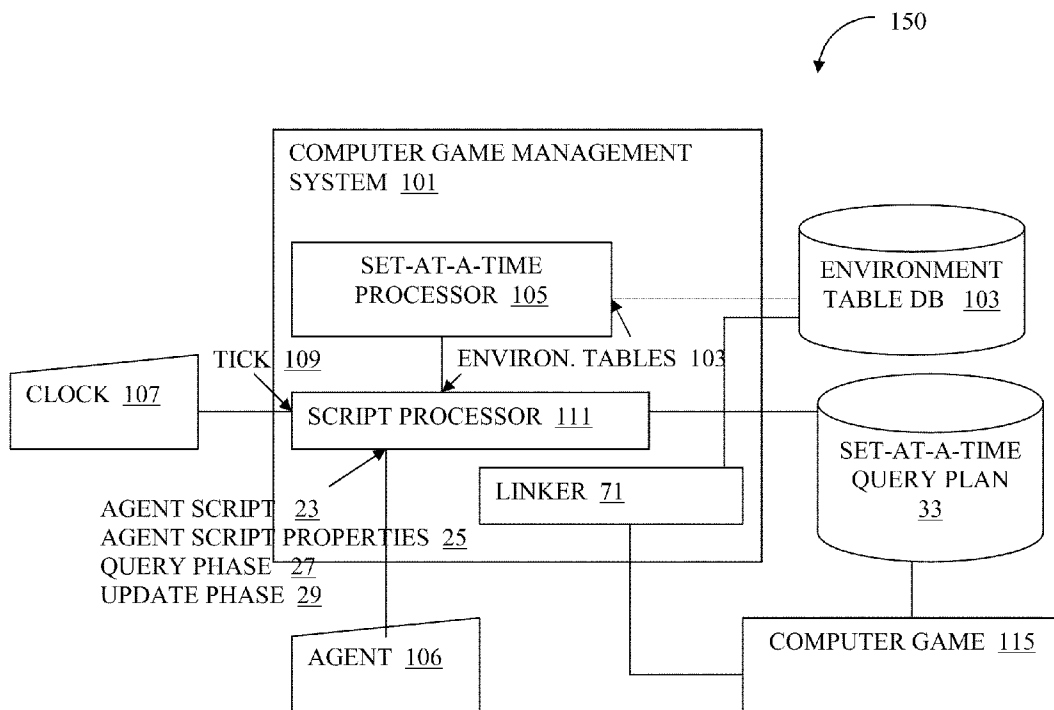 150
COMPUTER GAME MANAGEMENT
SYSTEM 101
SET-AT-A-TIME
PROCESSOR 105
ENVIRONMENT
TABLE DB 103
TICK 109
ENVIRON. TABLES 103
CLOCK 107
SCRIPT PROCESSOR 111
SET-AT-A-TIME
QUERY PLAN
33
LINKER 71
AGENT SCRIPT 23
AGENT SCRIPT PROPERTIES 25
QUERY PHASE 27
UPDATE PHASE 29
AGENT 106
COMPUTER GAME 115